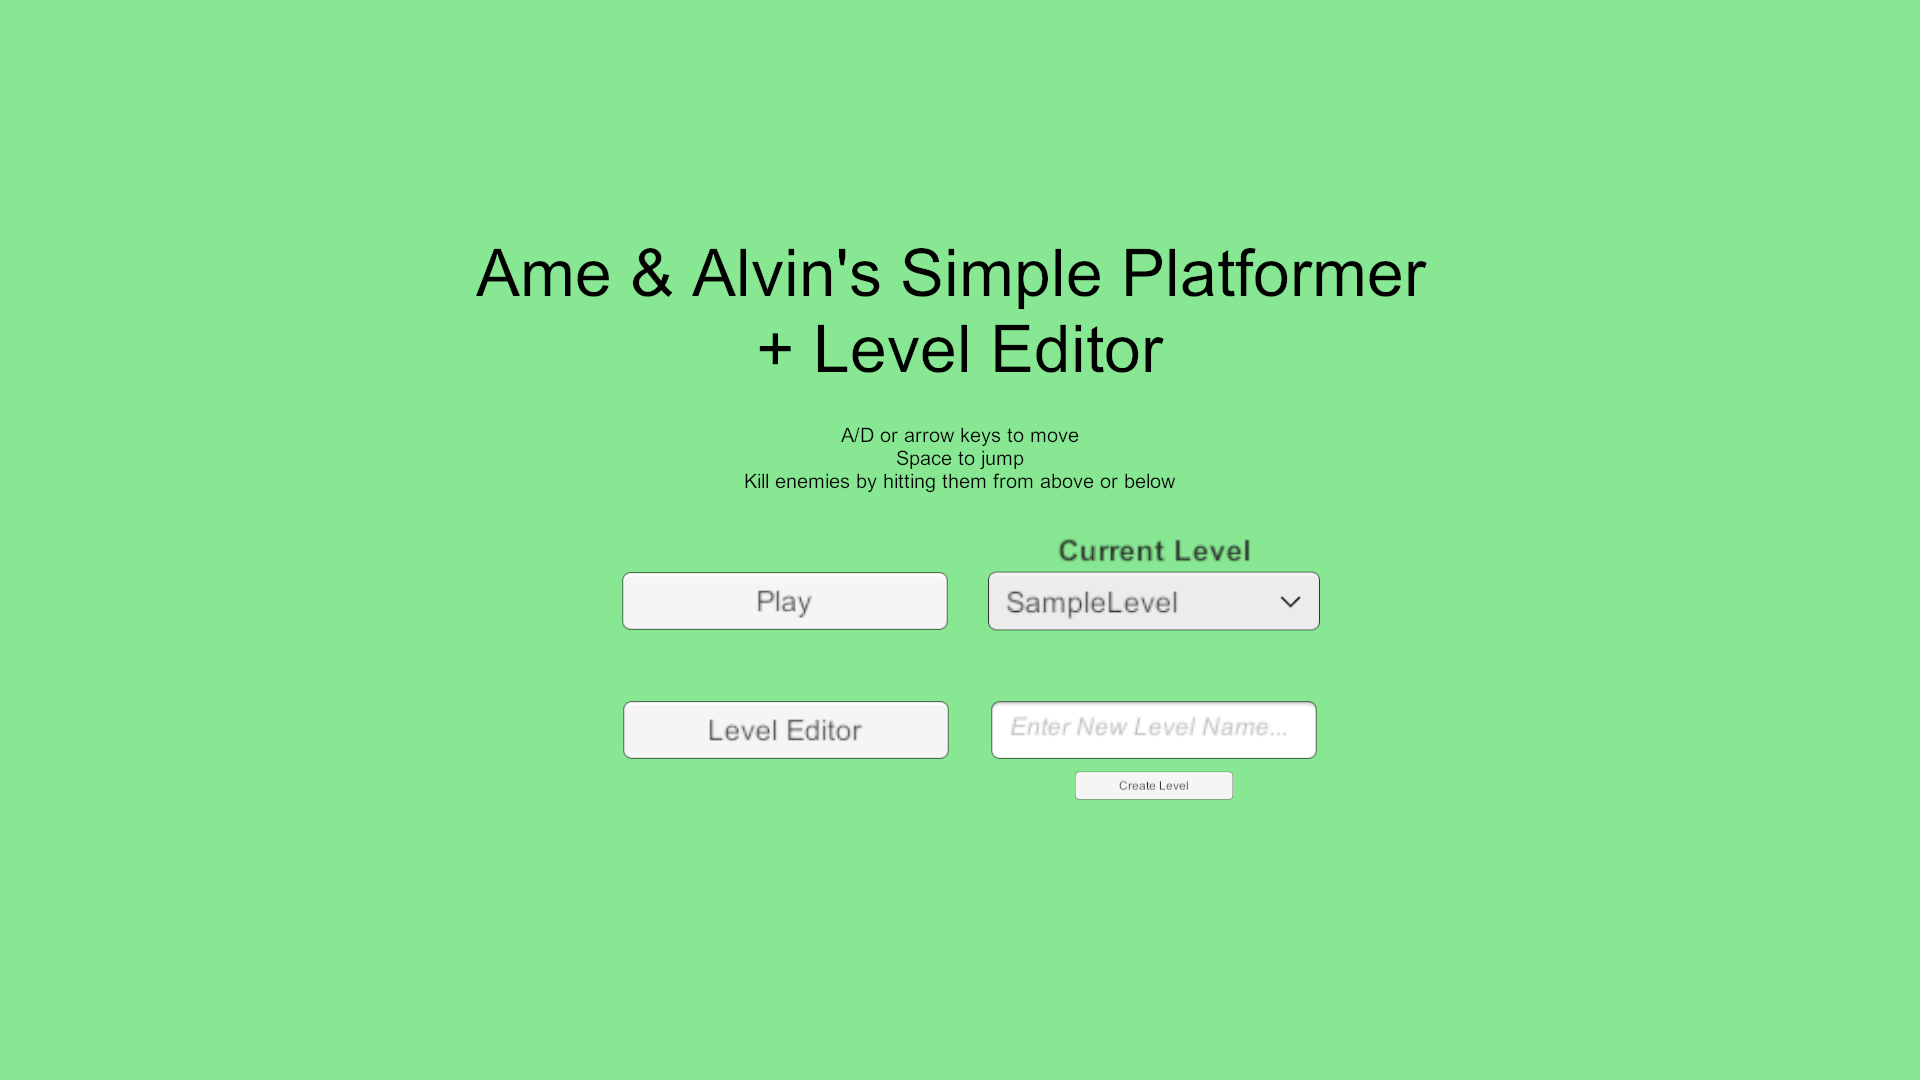 Ame & Alvin's Simple Platformer
+ Level Editor
A/D or arrow keys to move
Space to jump
Kill enemies by hitting them from above or below
Current Level
Play
SampleLevel
Level Editor
Enter New Level Name...
Create Level